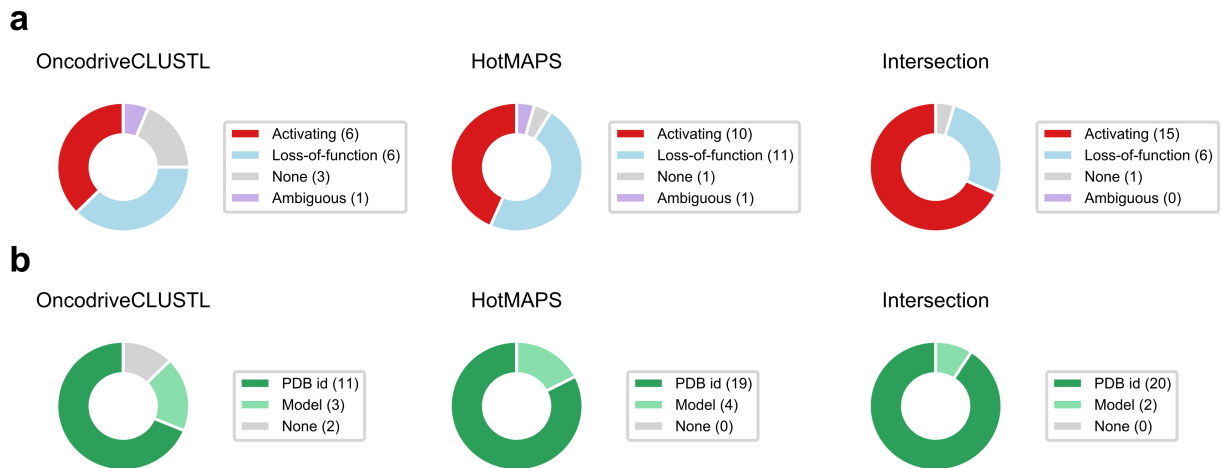 a
OncodriveCLUSTL
Activating (6)
Loss-of-function (6)
None (3)
Ambiguous (1)
HotMAPS
Activating (10)
Loss-of-function (11)
None (1)
Ambiguous (1)
Intersection
Activating (15)
Loss-of-function (6)
None (1)
Ambiguous (0)
b
OncodriveCLUSTL
PDB id (11)
Model (3)
None (2)
HotMAPS
PDB id (19)
Model (4)
None (0)
Intersection
PDB id (20)
Model (2)
None (0)